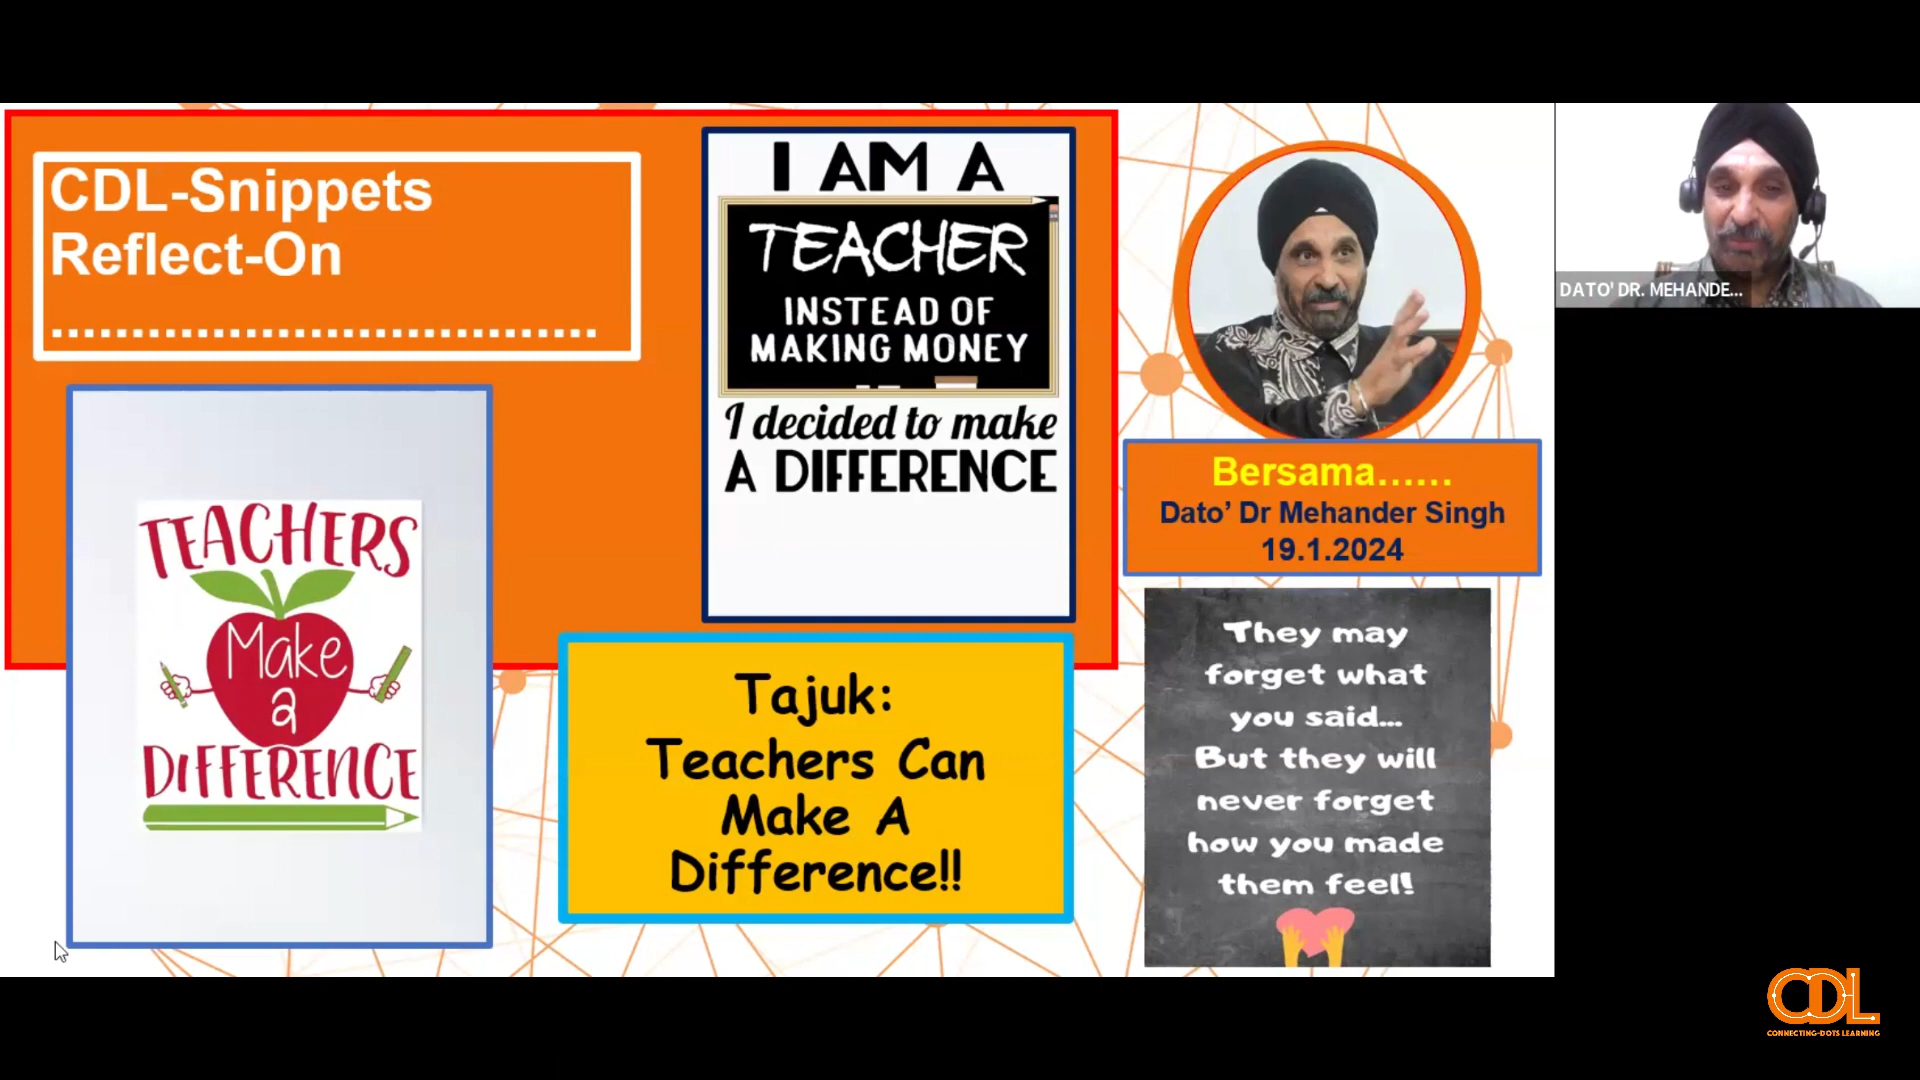 CDL-Snippets
Reflect-On
.................................
I AM A
TEACHER
INSTEAD OF
MAKING MONEY
I decided to make
A DIFFERENCE
TEACHERS
Make
a
DIFFERENCE
Tajuk:
Teachers Can
Make A
Difference!!
Bersama……
Dato’ Dr Mehander Singh
19.1.2024
They may
forget what
you said...
But they will
never forget
how you made
them feel!
DATO' DR. MEHANDE...
CDL
CONNECTING-DOTS LEARNING